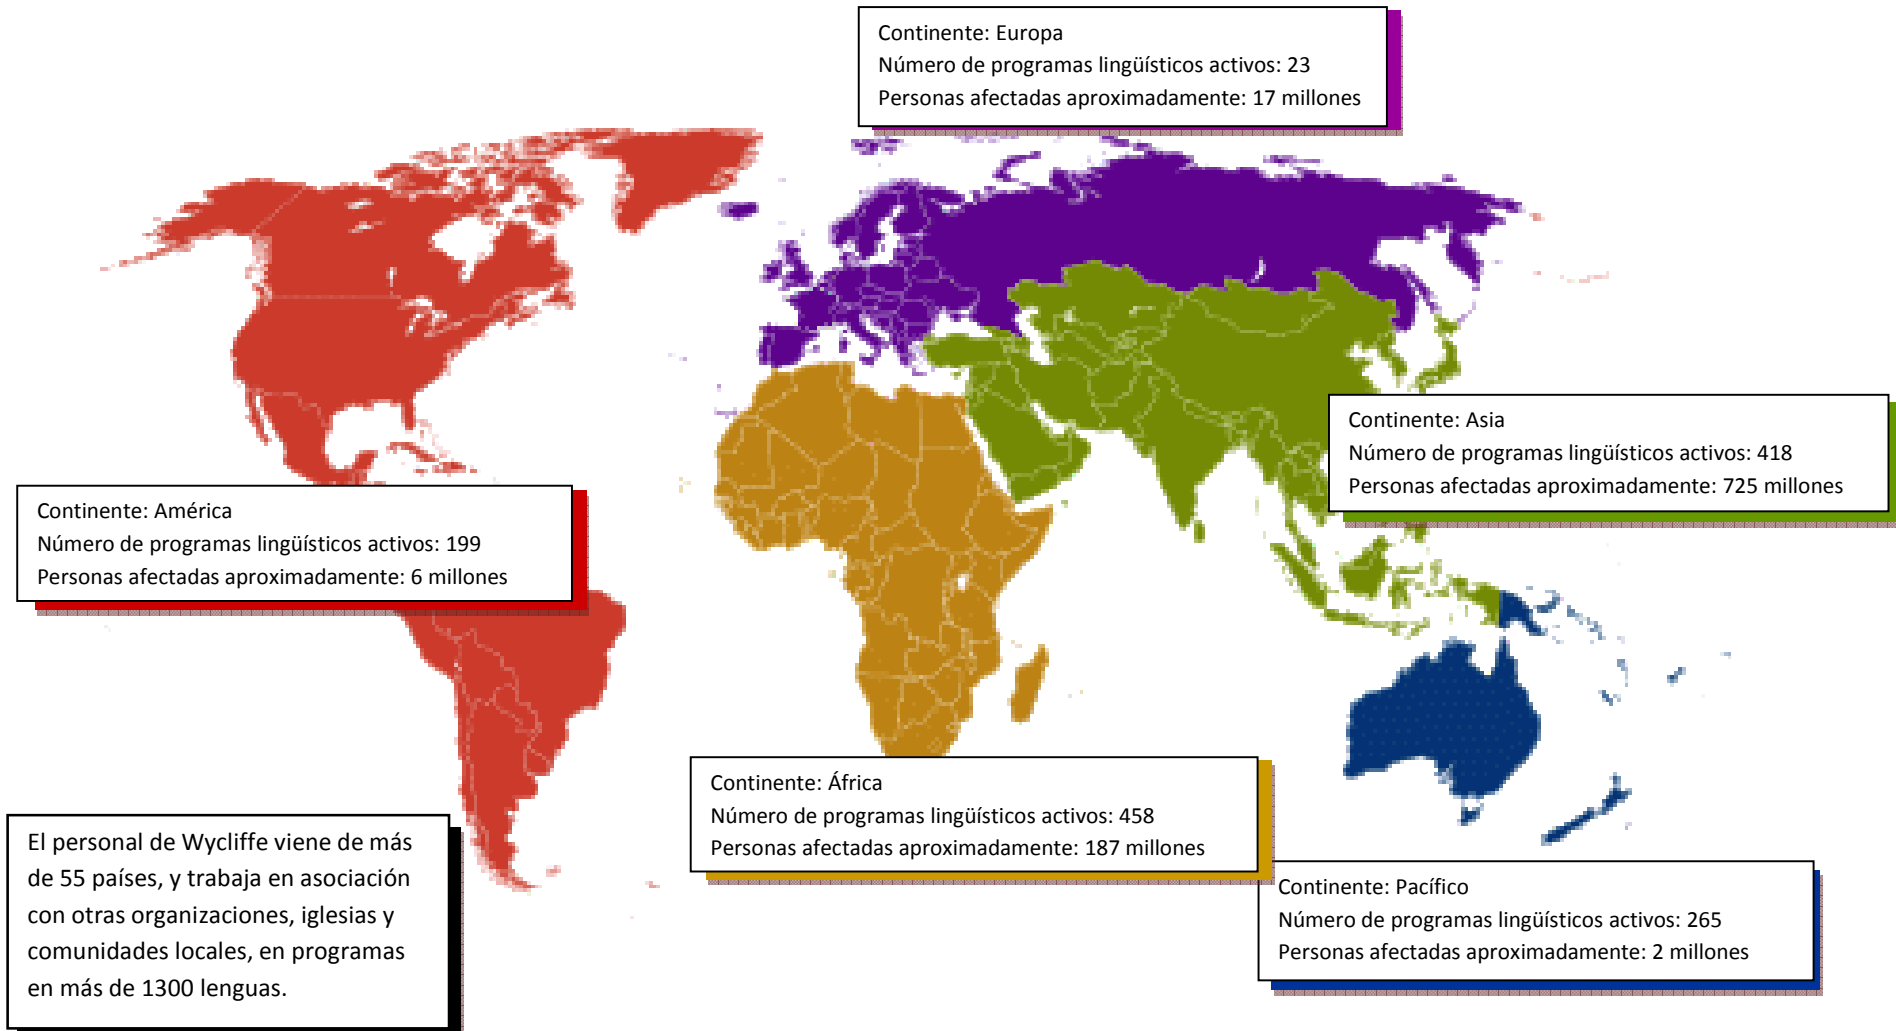 Continente: Europa
Número de programas lingüísticos activos: 23
Personas afectadas aproximadamente: 17 millones
Continente: Asia
Número de programas lingüísticos activos: 418
Personas afectadas aproximadamente: 725 millones
Continente: América
Número de programas lingüísticos activos: 199
Personas afectadas aproximadamente: 6 millones
Continente: África
Número de programas lingüísticos activos: 458
Personas afectadas aproximadamente: 187 millones
El personal de Wycliffe viene de más
de 55 países, y trabaja en asociación
con otras organizaciones, iglesias y
comunidades locales, en programas
en más de 1300 lenguas.
Continente: Pacífico
Número de programas lingüísticos activos: 265
Personas afectadas aproximadamente: 2 millones